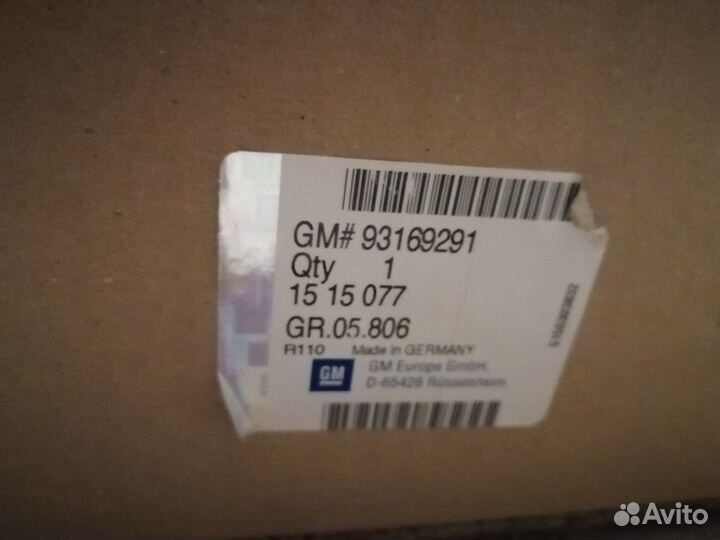 GM# 93169291
Qty 1
15 15 077
GR.05.806
R110 Made in GERMANY
GM
GM Europe GmbH,
D-65428 Rüsselsheim
Avito